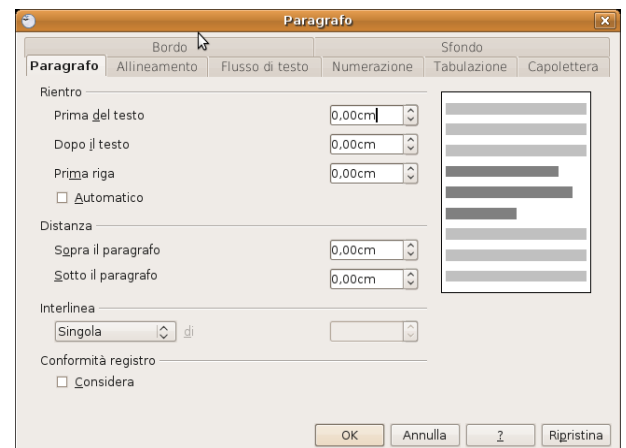 Paragrafo
Bordo Sfondo
Paragrafo Allineamento Flusso di testo Numerazione Tabulazione Capolettera
Rientro
Prima del testo 0,00cm
Dopo il testo 0,00cm
Prima riga 0,00cm
Automatico
Distanza
Sopra il paragrafo 0,00cm
Sotto il paragrafo 0,00cm
Interlinea
Singola di
Conformità registro
Considera
OK Annulla ? Ripristina